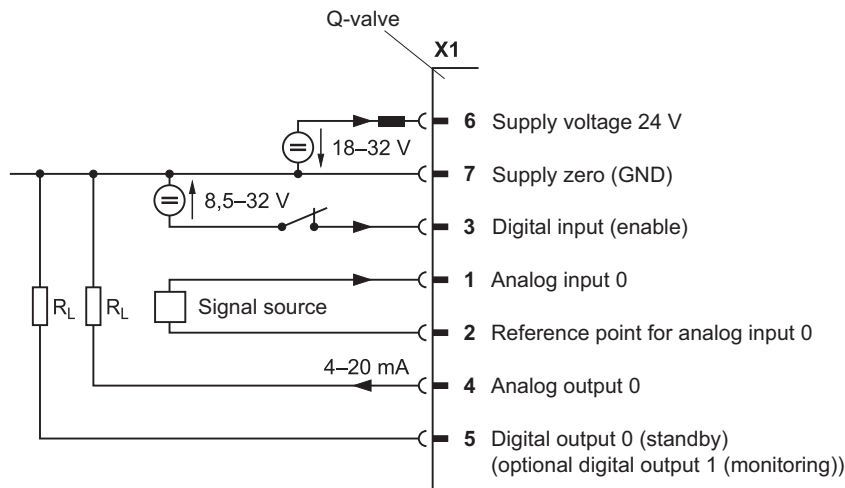 Q-valve
X1
6 Supply voltage 24 V
18–32 V
7 Supply zero (GND)
8,5–32 V
3 Digital input (enable)
1 Analog input 0
R_L R_L Signal source
2 Reference point for analog input 0
4–20 mA
4 Analog output 0
5 Digital output 0 (standby)
(optional digital output 1 (monitoring))